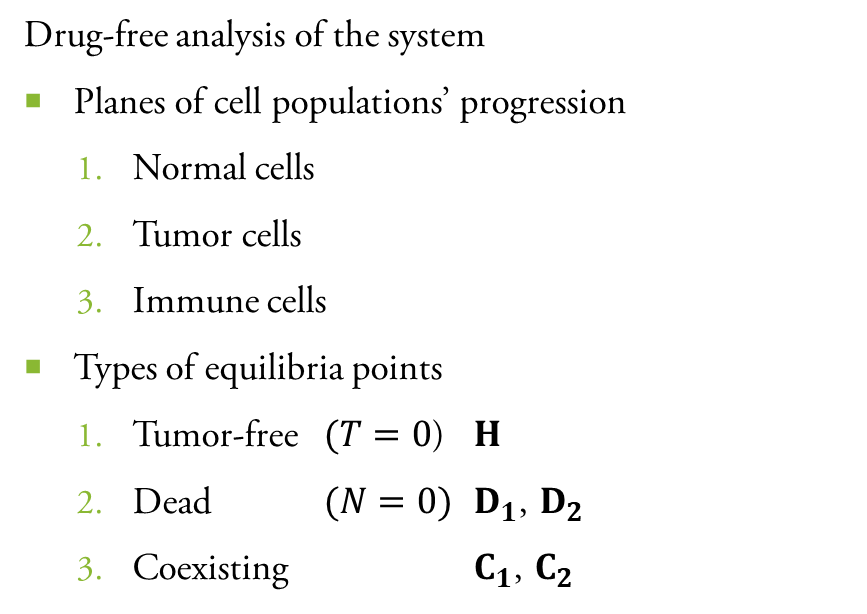 Drug-free analysis of the system
▪ Planes of cell populations’ progression
1. Normal cells
2. Tumor cells
3. Immune cells
▪ Types of equilibria points
1. Tumor-free (T = 0) H
2. Dead (N = 0) D₁, D₂
3. Coexisting C₁, C₂